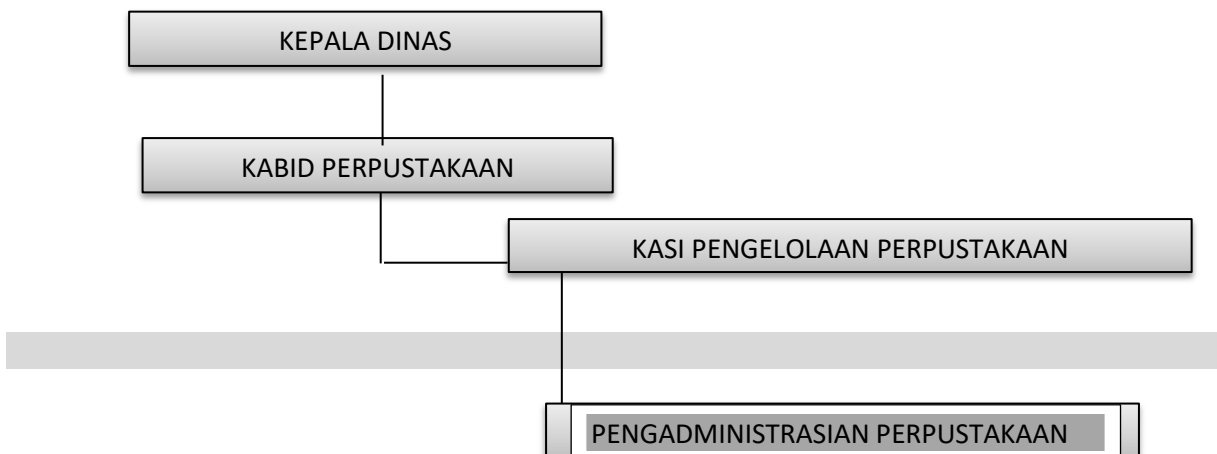 KEPALA DINAS
KABID PERPUSTAKAAN
KASI PENGELOLAAN PERPUSTAKAAN
PENGADMINISTRASIAN PERPUSTAKAAN